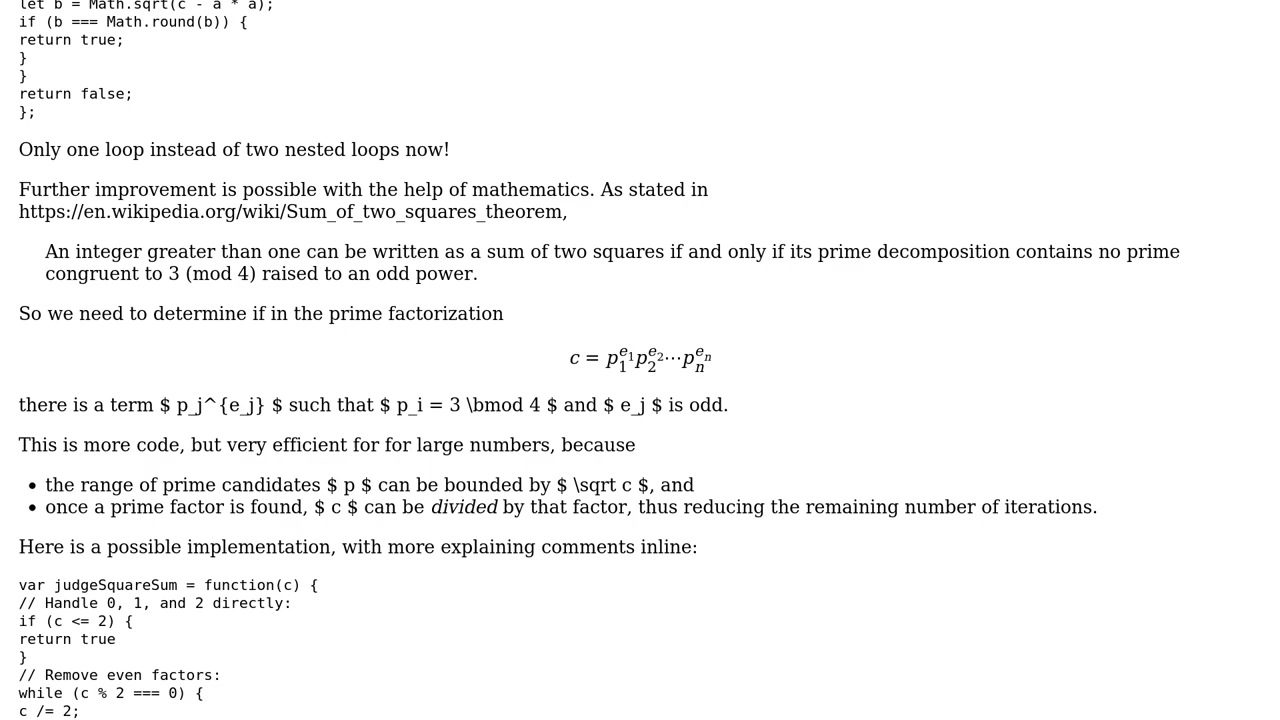 let b = Math.sqrt(c - a * a);
if (b === Math.round(b)) {
return true;
}
}
return false;
};
Only one loop instead of two nested loops now!
Further improvement is possible with the help of mathematics. As stated in
https://en.wikipedia.org/wiki/Sum_of_two_squares_theorem,
An integer greater than one can be written as a sum of two squares if and only if its prime decomposition contains no prime
congruent to 3 (mod 4) raised to an odd power.
So we need to determine if in the prime factorization
c = p_1^{e_1} p_2^{e_2} ⋯ p_n^{e_n}
there is a term $ p_j^{e_j} $ such that $ p_i = 3 \bmod 4 $ and $ e_j $ is odd.
This is more code, but very efficient for for large numbers, because
• the range of prime candidates $ p $ can be bounded by $ \sqrt c $, and
• once a prime factor is found, $ c $ can be divided by that factor, thus reducing the remaining number of iterations.
Here is a possible implementation, with more explaining comments inline:
var judgeSquareSum = function(c) {
// Handle 0, 1, and 2 directly:
if (c <= 2) {
return true
}
// Remove even factors:
while (c % 2 === 0) {
c /= 2;